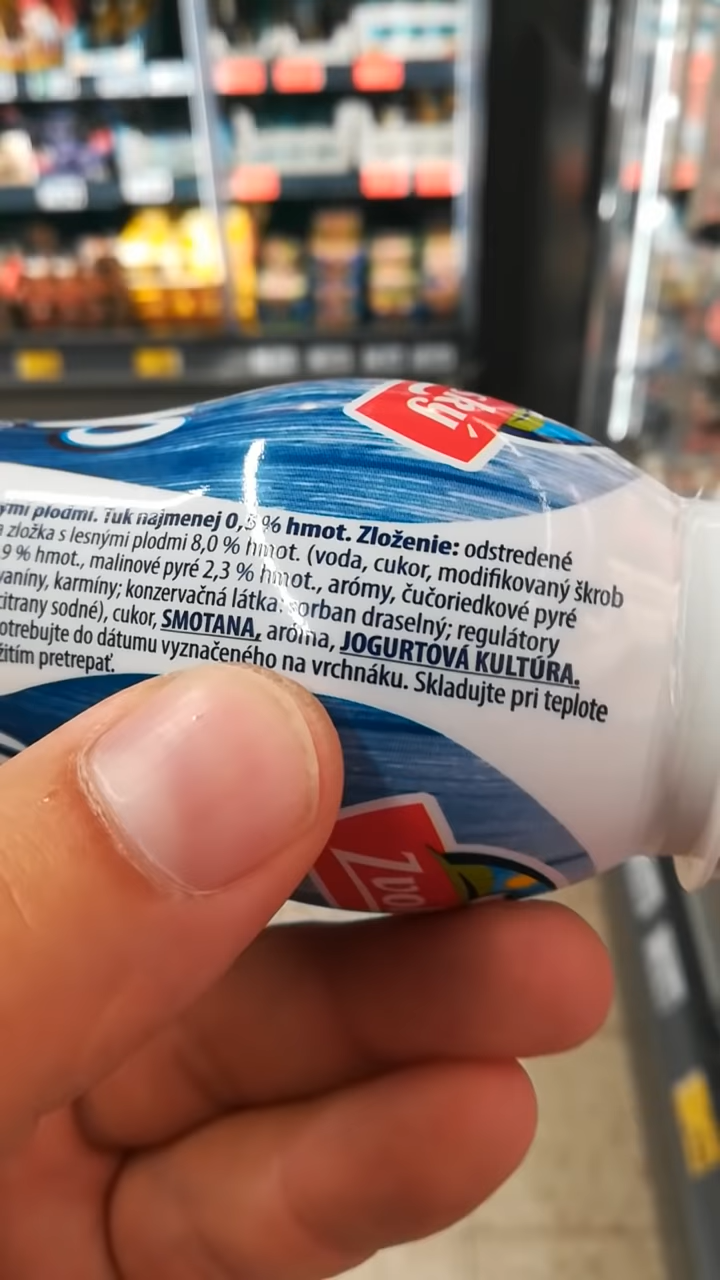 ský
ými plodmi. Tuk najmenej 0,5 % hmot. Zloženie: odstredené
zložka s lesnými plodmi 8,0 % hmot. (voda, cukor, modifikovaný škrob
9 % hmot., malinové pyré 2,3 % hmot., arómy, čučoriedkové pyré
karmíny; konzervačná látka: sorban draselný; regulátory
citrany sodné), cukor, SMOTANA, aróma, JOGURTOVÁ KULTÚRA.
otrebujte do dátumu vyznačeného na vrchnáku. Skladujte pri teplote
žitím pretrepať.
Zvo